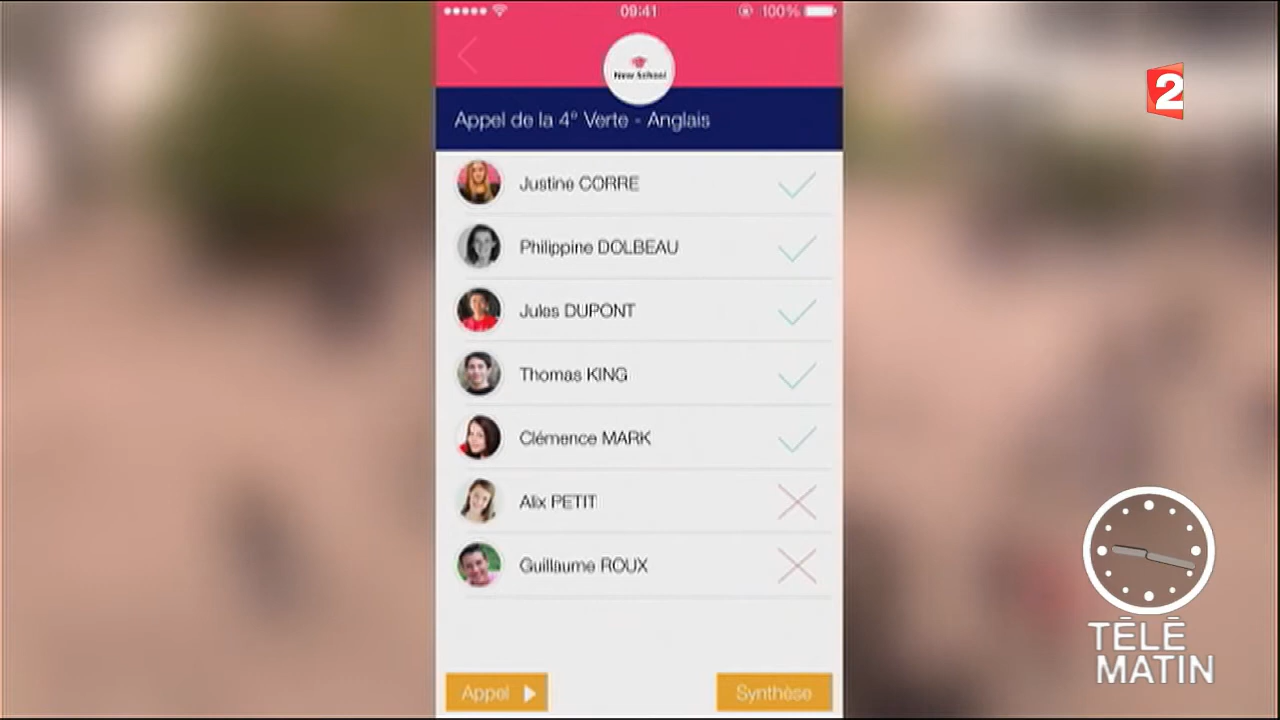 09:41
100%
New School
2
Appel de la 4e Verte - Anglais
Justine CORRE
Philippine DOLBEAU
Jules DUPONT
Thomas KING
Clémence MARK
Alix PETIT
Guillaume ROUX
Appel
Synthèse
TÉLÉ
MATIN